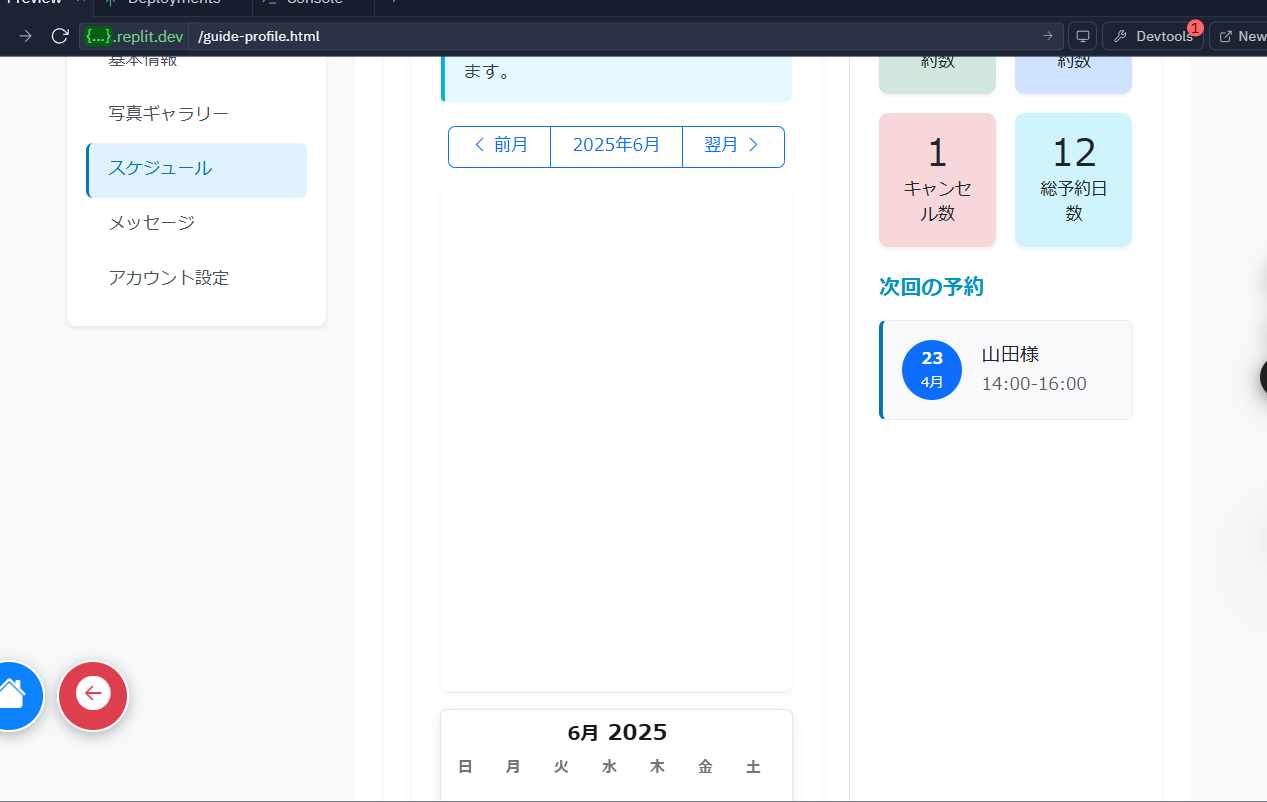 Preview
Deployments
Console
{...}.replit.dev
/guide-profile.html
Devtools
1
New
基本情報
写真ギャラリー
スケジュール
メッセージ
アカウント設定
ます。
前月
2025年6月
翌月
6月 2025
日 月 火 水 木 金 土
約数
約数
1
キャンセ
ル数
12
総予約日
数
次回の予約
23
4月
山田様
14:00-16:00